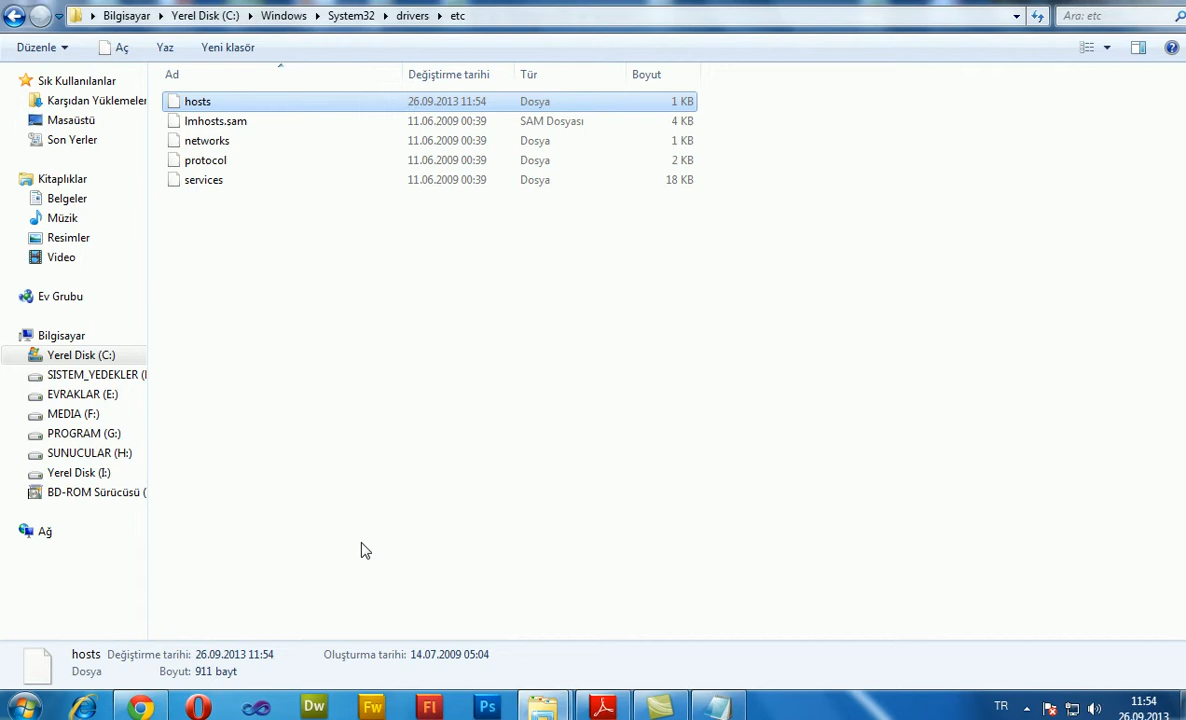 Bilgisayar Yerel Disk (C:) Windows System32 drivers etc Ara: etc
Düzenle Aç Yaz Yeni klasör
Ad Değiştirme tarihi Tür Boyut
hosts 26.09.2013 11:54 Dosya 1 KB
lmhosts.sam 11.06.2009 00:39 SAM Dosyası 4 KB
networks 11.06.2009 00:39 Dosya 1 KB
protocol 11.06.2009 00:39 Dosya 2 KB
services 11.06.2009 00:39 Dosya 18 KB
Sık Kullanılanlar
Karşıdan Yüklemeler
Masaüstü
Son Yerler
Kitaplıklar
Belgeler
Müzik
Resimler
Video
Ev Grubu
Bilgisayar
Yerel Disk (C:)
SISTEM_YEDEKLER (
EVRAKLAR (E:)
MEDIA (F:)
PROGRAM (G:)
SUNUCULAR (H:)
Yerel Disk (I:)
BD-ROM Sürücüsü (
Ağ
hosts Değiştirme tarihi: 26.09.2013 11:54 Oluşturma tarihi: 14.07.2009 05:04
Dosya Boyut: 911 bayt
Dw Fw Fl Ps TR 11:54
26.09.2013